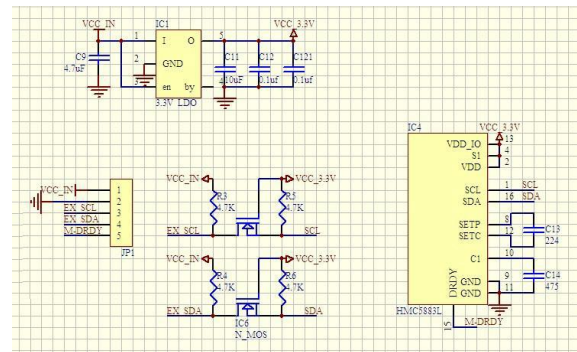 VCC_IN
IC1
VCC_3.3V
1
I
O
5
C9
4.7uF
2
GND
C11
10uF
C12
0.1uf
C121
0.1uf
3
en
by
4
3.3V LDO
IC4
VCC_3.3V
VDD_IO
13
S1
4
VDD
2
SCL
1
SCL
SDA
16
SDA
SETP
8
SETC
12
C13
224
C1
10
C14
475
GND
9
GND
11
DRDY
15
M-DRDY
HMC5883L
VCC_IN
1
2
EX_SCL
3
EX_SDA
4
M-DRDY
5
JP1
VCC_IN
VCC_3.3V
R3
4.7K
R5
4.7K
EX_SCL
SCL
VCC_IN
VCC_3.3V
R4
4.7K
R6
4.7K
EX_SDA
SDA
IC6
N_MOS